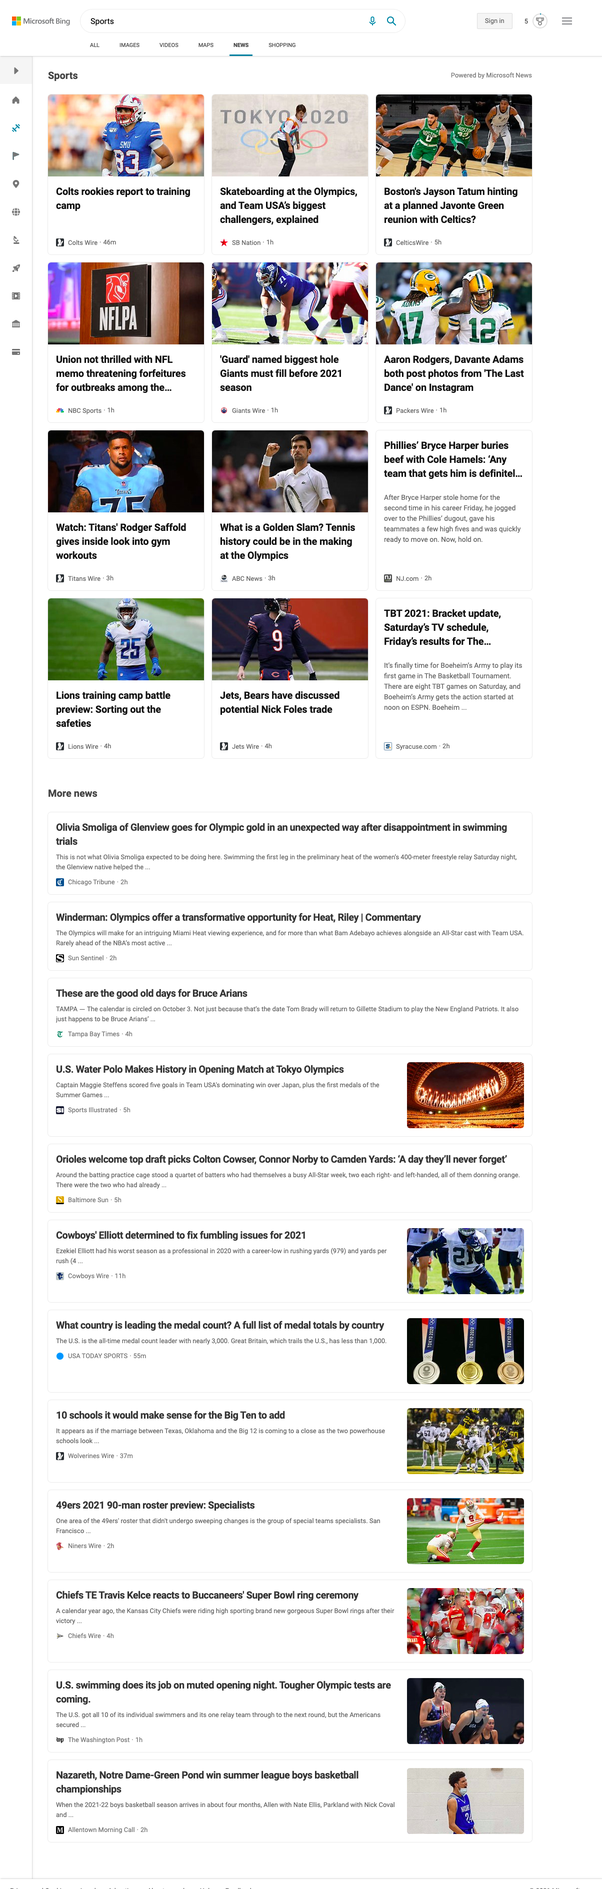 Microsoft Bing
Sports
Sign in
5
ALL IMAGES VIDEOS MAPS NEWS SHOPPING
Sports
Powered by Microsoft News
SMU
83
Colts rookies report to training
camp
Colts Wire · 46m
TOKYO 2020
Skateboarding at the Olympics,
and Team USA's biggest
challengers, explained
SB Nation · 1h
Boston's Jayson Tatum hinting
at a planned Javonte Green
reunion with Celtics?
CelticsWire · 5h
NFLPA
Union not thrilled with NFL
memo threatening forfeitures
for outbreaks among the...
NBC Sports · 1h
'Guard' named biggest hole
Giants must fill before 2021
season
Giants Wire · 1h
17
12
Aaron Rodgers, Davante Adams
both post photos from 'The Last
Dance' on Instagram
Packers Wire · 1h
Watch: Titans' Rodger Saffold
gives inside look into gym
workouts
Titans Wire · 3h
What is a Golden Slam? Tennis
history could be in the making
at the Olympics
ABC News · 3h
Phillies' Bryce Harper buries
beef with Cole Hamels: 'Any
team that gets him is definitel...
After Bryce Harper stole home for the
second time in his career Friday, he jogged
over to the Phillies' dugout, gave his
teammates a few high fives and was quickly
ready to move on. Now, hold on.
NJ.com · 2h
25
Lions training camp battle
preview: Sorting out the
safeties
Lions Wire · 4h
9
Jets, Bears have discussed
potential Nick Foles trade
Jets Wire · 4h
TBT 2021: Bracket update,
Saturday's TV schedule,
Friday's results for The...
It's finally time for Boeheim's Army to play its
first game in The Basketball Tournament.
There are eight TBT games on Saturday, and
Boeheim's Army gets the action started at
noon on ESPN. Boeheim ...
Syracuse.com · 2h
More news
Olivia Smoliga of Glenview goes for Olympic gold in an unexpected way after disappointment in swimming
trials
This is not what Olivia Smoliga expected to be doing here. Swimming the first leg in the preliminary heat of the women's 400-meter freestyle relay Saturday night,
the Glenview native helped the ...
Chicago Tribune · 2h
Winderman: Olympics offer a transformative opportunity for Heat, Riley | Commentary
The Olympics will make for an intriguing Miami Heat viewing experience, and for more than what Bam Adebayo achieves alongside an All-Star cast with Team USA.
Rarely ahead of the NBA's most active ...
Sun Sentinel · 2h
These are the good old days for Bruce Arians
TAMPA — The calendar is circled on October 3. Not just because that's the date Tom Brady will return to Gillette Stadium to play the New England Patriots. It also
just happens to be Bruce Arians' ...
Tampa Bay Times · 4h
U.S. Water Polo Makes History in Opening Match at Tokyo Olympics
Captain Maggie Steffens scored five goals in Team USA's dominating win over Japan, plus the first medals of the
Summer Games ...
Sports Illustrated · 5h
Orioles welcome top draft picks Colton Cowser, Connor Norby to Camden Yards: 'A day they'll never forget'
Around the batting practice cage stood a quartet of batters who had themselves a busy All-Star week, two each right- and left-handed, all of them donning orange.
There were the two who had already ...
Baltimore Sun · 5h
Cowboys' Elliott determined to fix fumbling issues for 2021
Ezekiel Elliott had his worst season as a professional in 2020 with a career-low in rushing yards (979) and yards per
rush (4 ...
Cowboys Wire · 11h
What country is leading the medal count? A full list of medal totals by country
The U.S. is the all-time medal count leader with nearly 3,000. Great Britain, which trails the U.S., has less than 1,000.
USA TODAY SPORTS · 55m
10 schools it would make sense for the Big Ten to add
It appears as if the marriage between Texas, Oklahoma and the Big 12 is coming to a close as the two powerhouse
schools look ...
Wolverines Wire · 37m
49ers 2021 90-man roster preview: Specialists
One area of the 49ers' roster that didn't undergo sweeping changes is the group of special teams specialists. San
Francisco ...
Niners Wire · 2h
Chiefs TE Travis Kelce reacts to Buccaneers' Super Bowl ring ceremony
A calendar year ago, the Kansas City Chiefs were riding high sporting brand new gorgeous Super Bowl rings after their
victory ...
Chiefs Wire · 4h
U.S. swimming does its job on muted opening night. Tougher Olympic tests are
coming.
The U.S. got all 10 of its individual swimmers and its one relay team through to the next round, but the Americans
secured ...
The Washington Post · 1h
Nazareth, Notre Dame-Green Pond win summer league boys basketball
championships
When the 2021-22 boys basketball season arrives in about four months, Allen with Nate Ellis, Parkland with Nick Coval
and ...
Allentown Morning Call · 2h